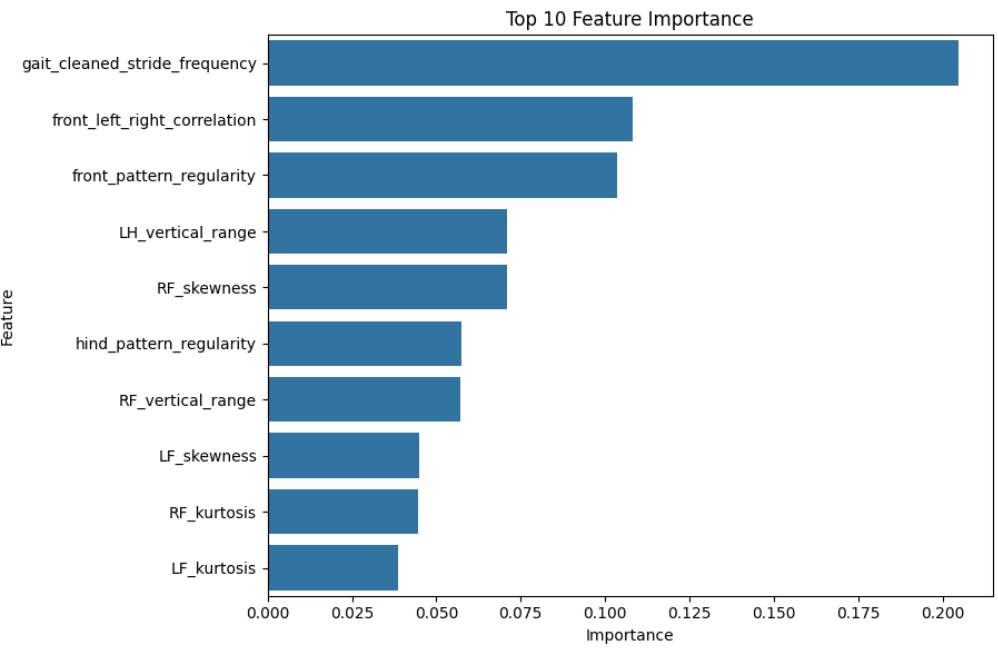 Top 10 Feature Importance
gait_cleaned_stride_frequency
front_left_right_correlation
front_pattern_regularity
LH_vertical_range
RF_skewness
hind_pattern_regularity
RF_vertical_range
LF_skewness
RF_kurtosis
LF_kurtosis
Feature
0.000 0.025 0.050 0.075 0.100 0.125 0.150 0.175 0.200
Importance